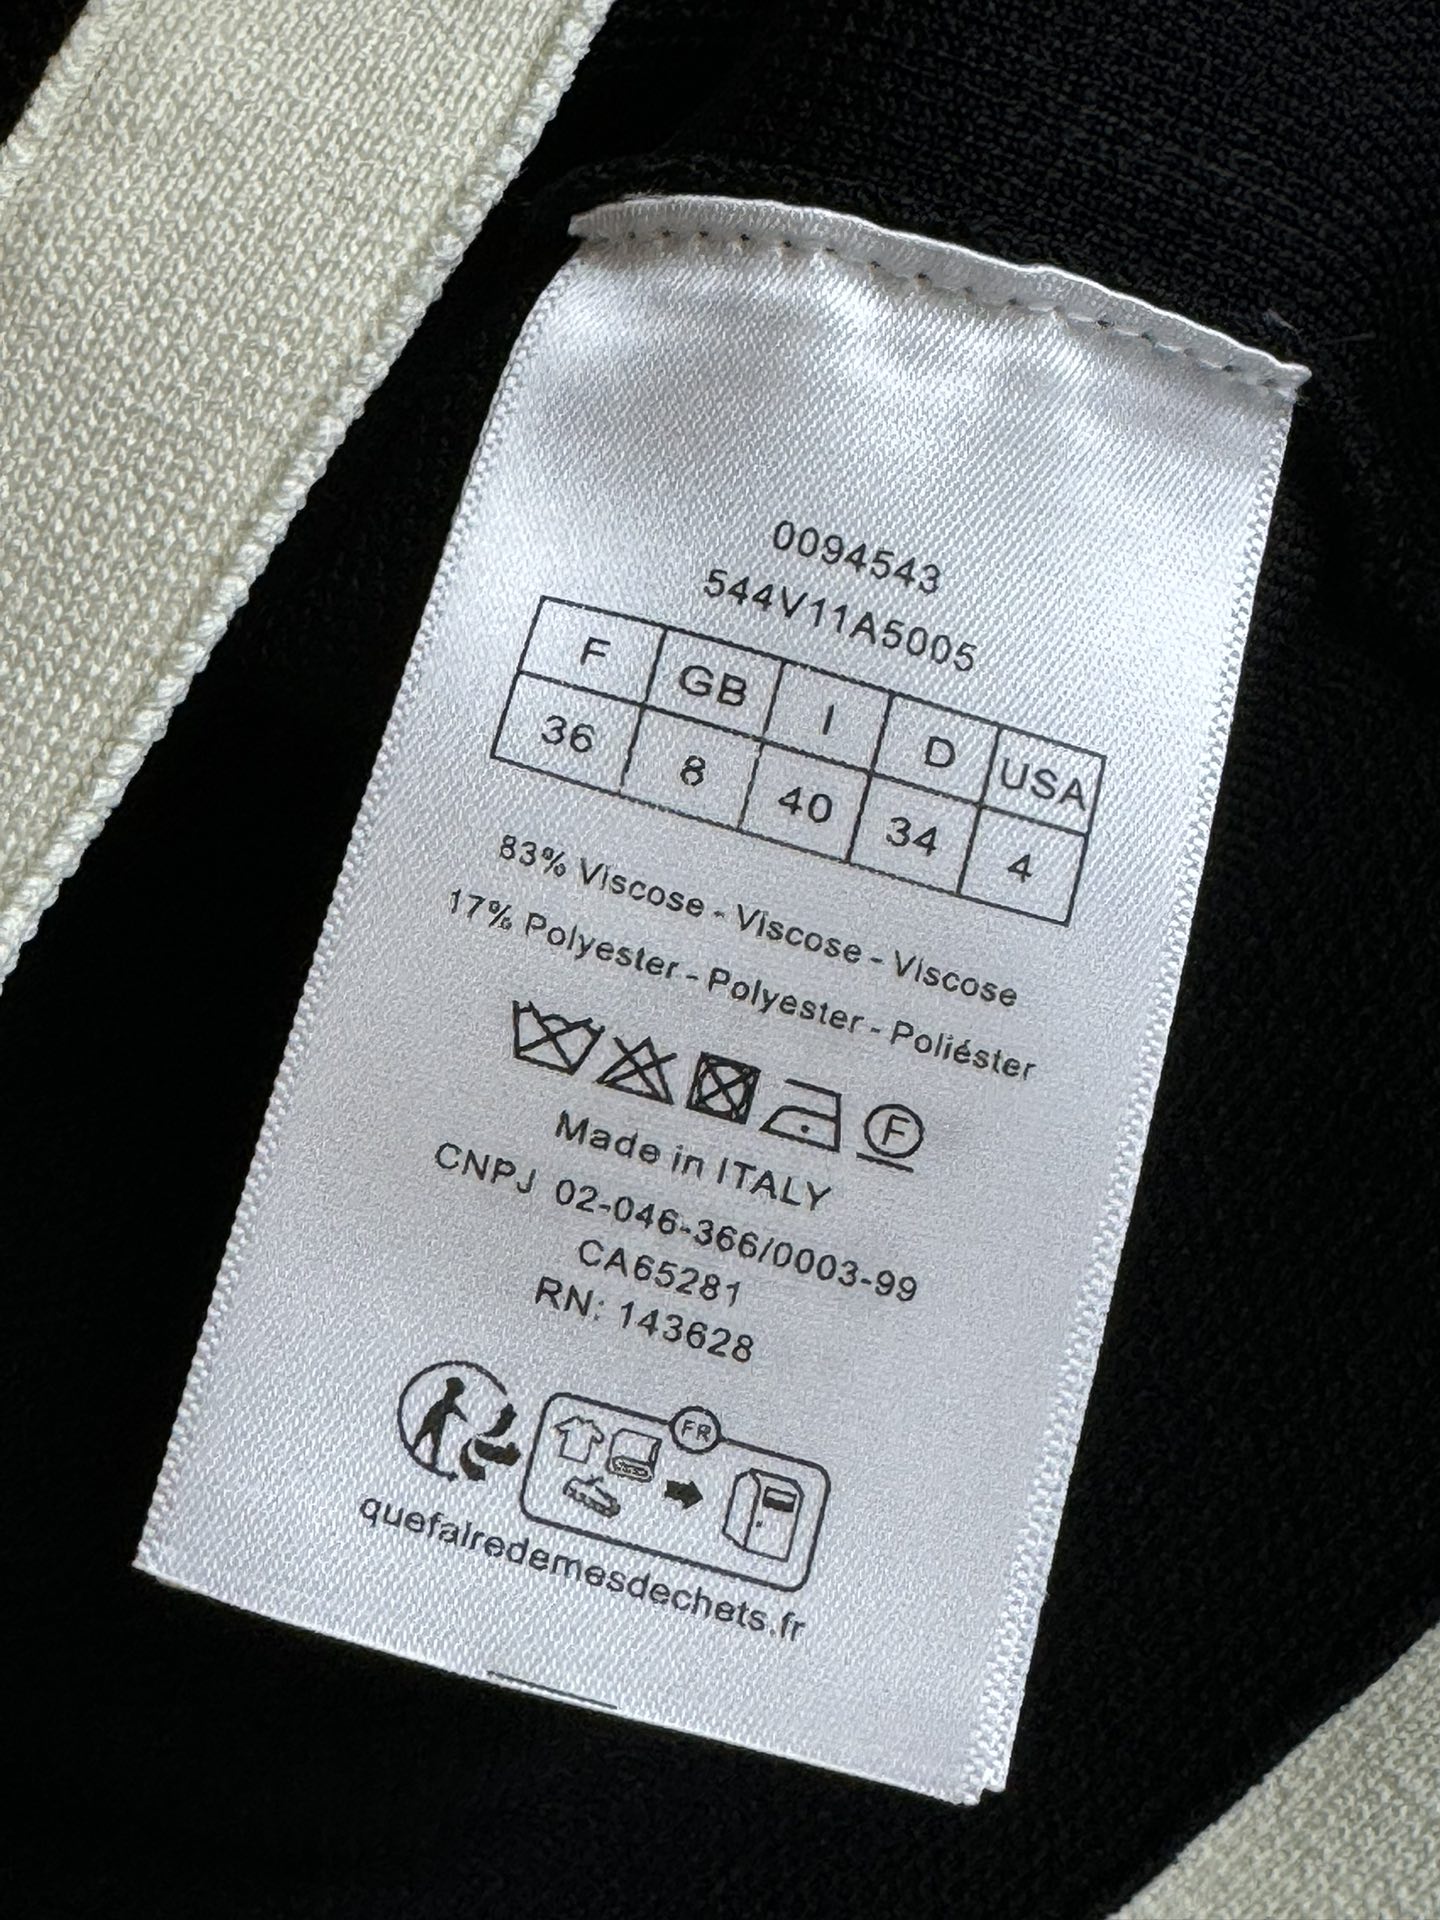 0094543
544V11A5005
F GB I D USA
36 8 40 34 4
83% Viscose - Viscose - Viscose
17% Polyester - Polyester - Poliéster
F
Made in ITALY
CNPJ 02-046-366/0003-99
CA65281
RN: 143628
FR
quefairedemesdechets.fr